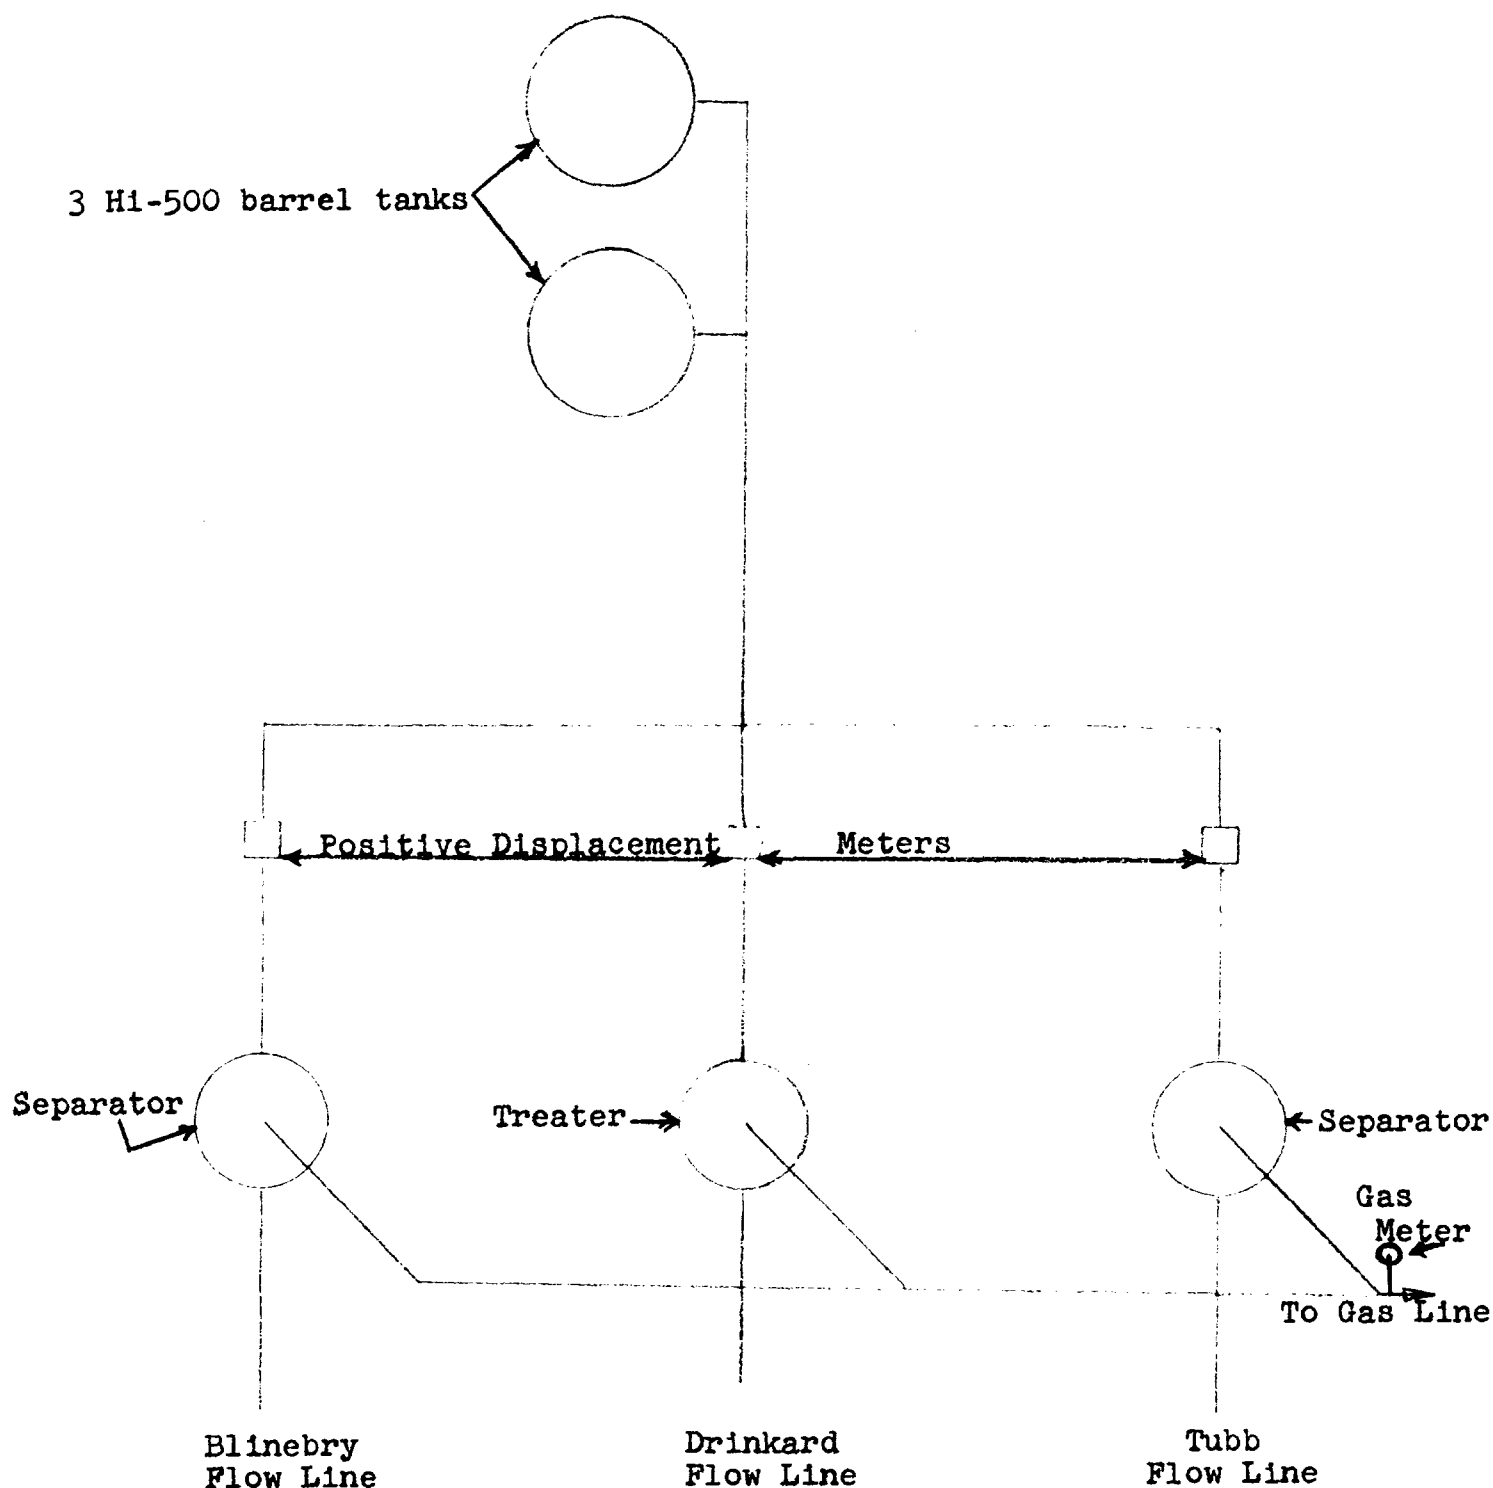 3 Hi-500 barrel tanks
Positive Displacement Meters
Separator
Treater
Separator
Gas
Meter
To Gas Line
Blinebry
Flow Line
Drinkard
Flow Line
Tubb
Flow Line